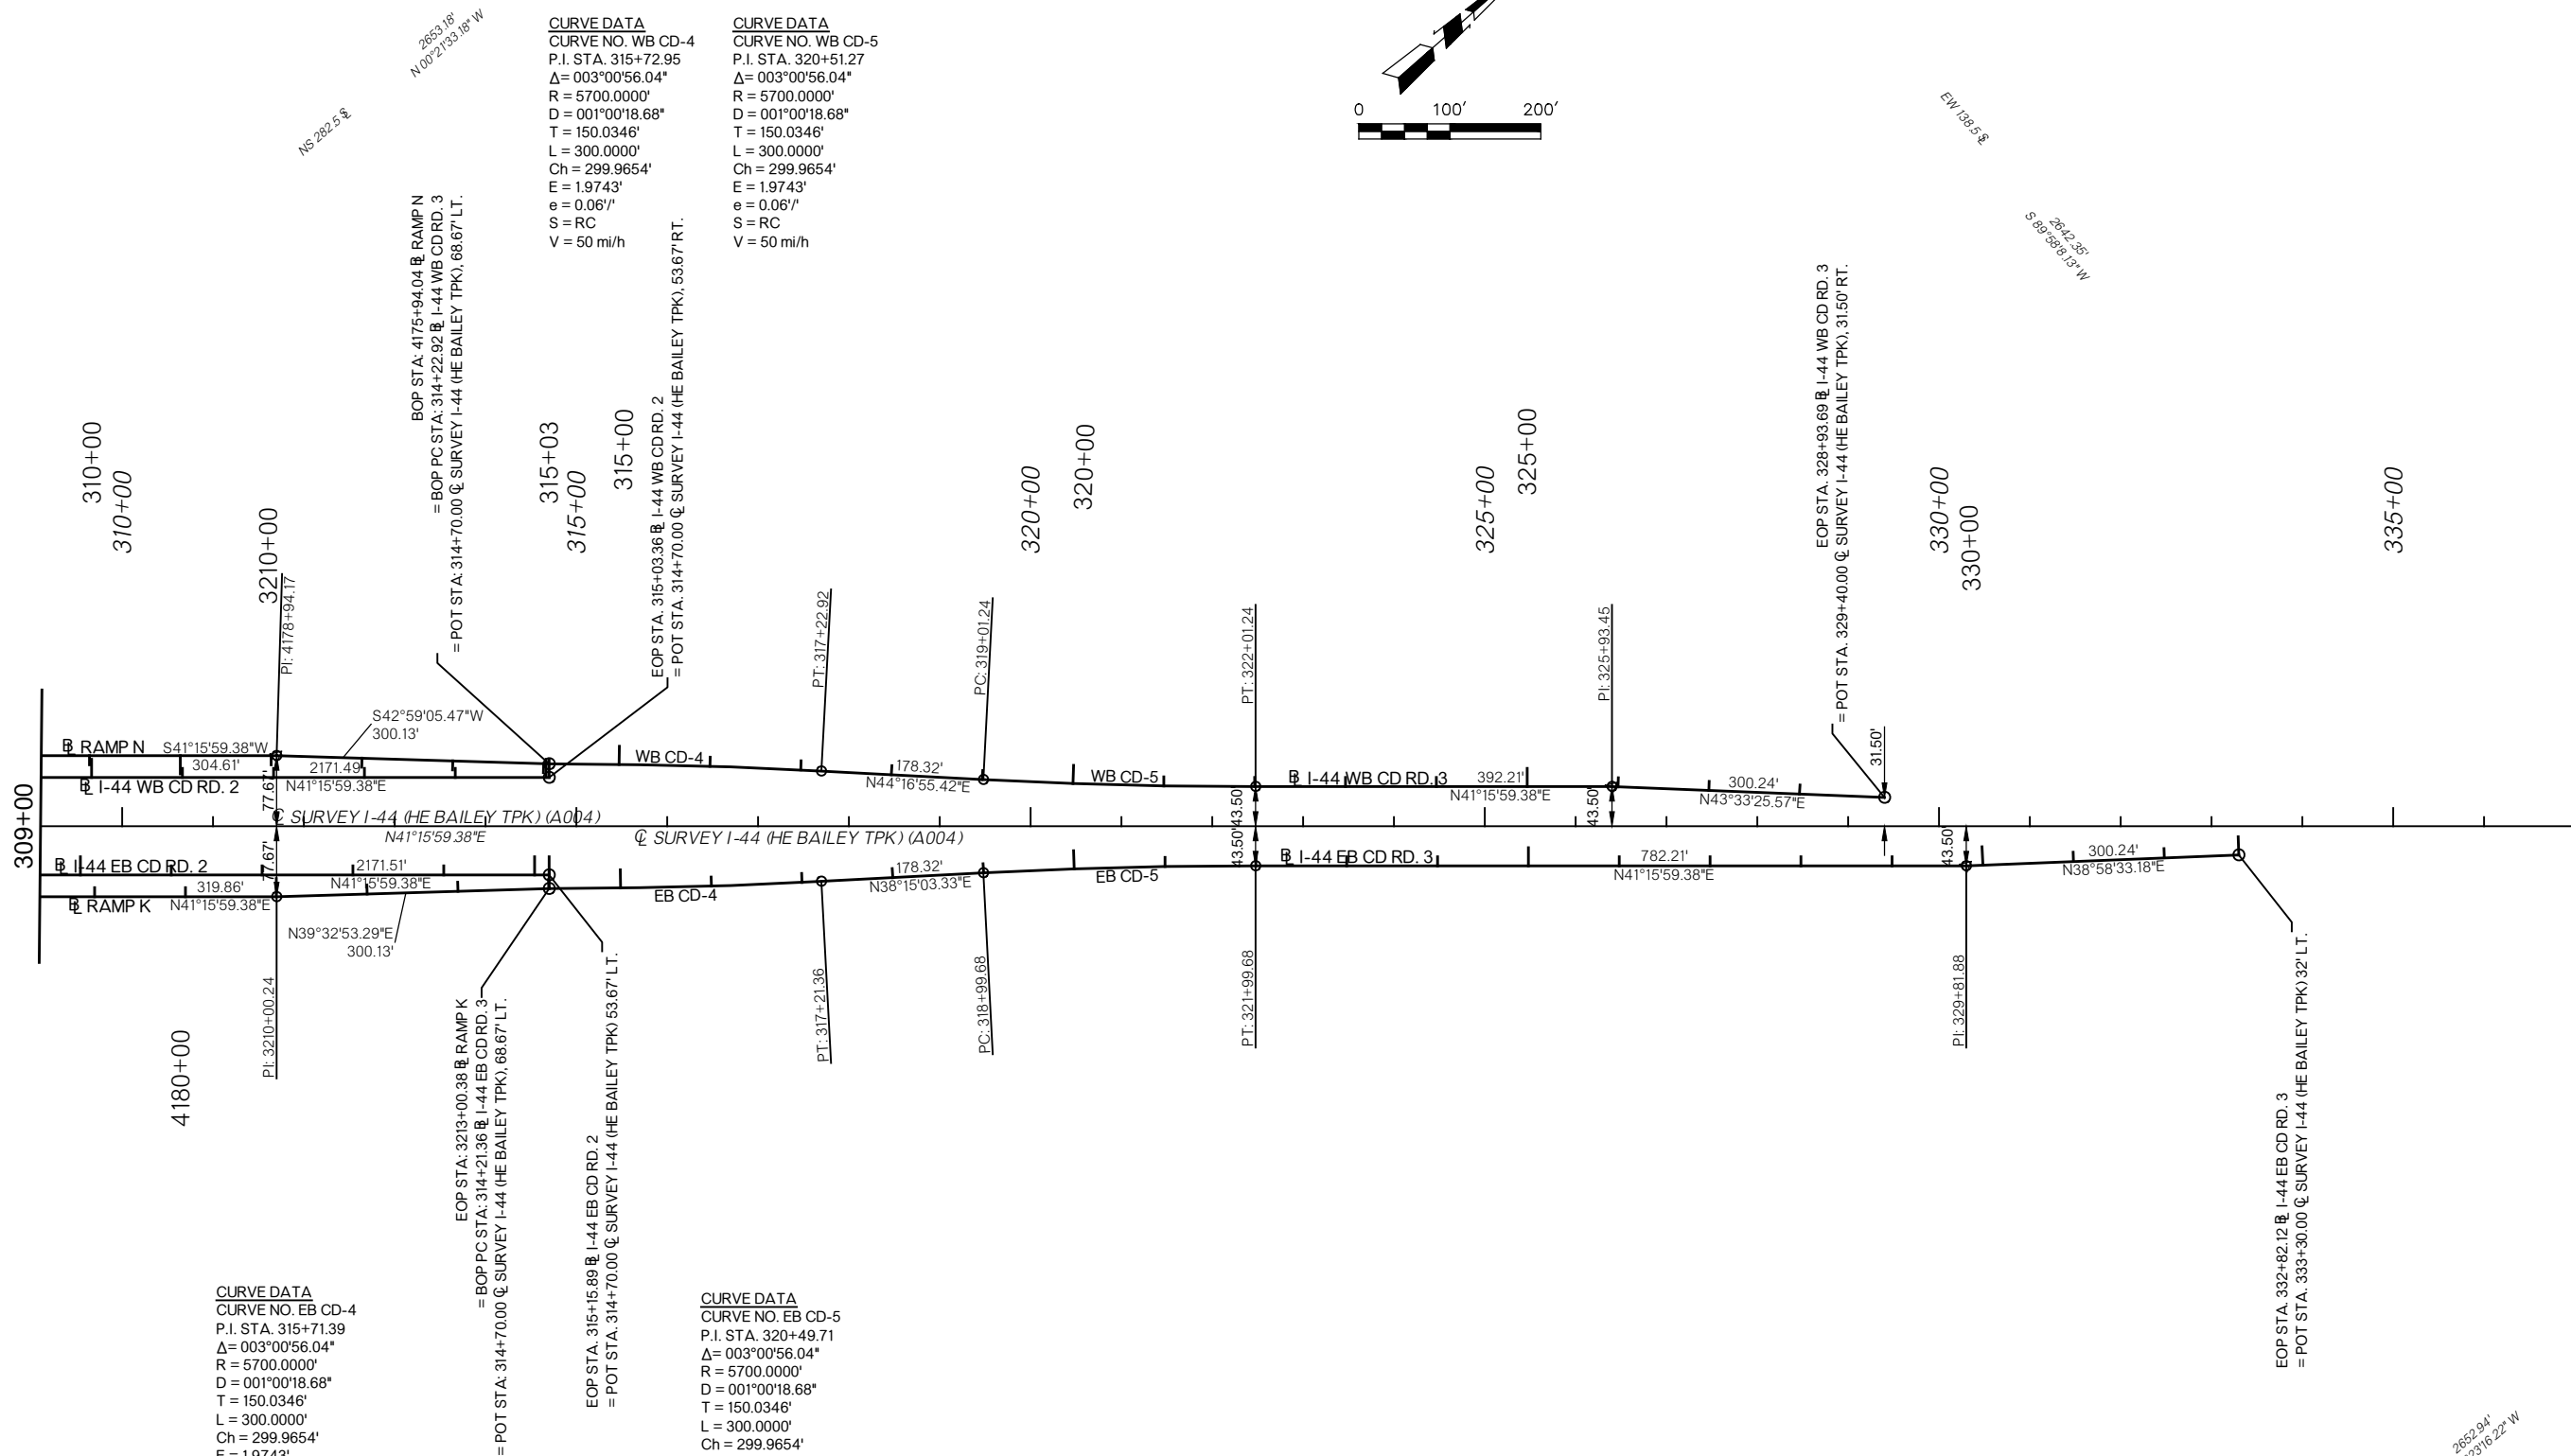 2653.18'
N 00°21'33.18" W
NS 282.5 ℄
CURVE DATA
CURVE NO. WB CD-4
P.I. STA. 315+72.95
Δ= 003°00'56.04"
R = 5700.0000'
D = 001°00'18.68"
T = 150.0346'
L = 300.0000'
Ch = 299.9654'
E = 1.9743'
e = 0.06'/'
S = RC
V = 50 mi/h
CURVE DATA
CURVE NO. WB CD-5
P.I. STA. 320+51.27
Δ= 003°00'56.04"
R = 5700.0000'
D = 001°00'18.68"
T = 150.0346'
L = 300.0000'
Ch = 299.9654'
E = 1.9743'
e = 0.06'/'
S = RC
V = 50 mi/h
0 100' 200'
EW 138.5 ℄
2642.35'
S 89°58'8.13" W
BOP STA: 4175+94.04 BL RAMP N
= BOP PC STA: 314+22.92 BL I-44 WB CD RD. 3
= POT STA: 314+70.00 ℄ SURVEY I-44 (HE BAILEY TPK), 68.67' LT.
EOP STA. 315+03.36 BL I-44 WB CD RD. 2
= POT STA. 314+70.00 ℄ SURVEY I-44 (HE BAILEY TPK), 53.67' RT.
EOP STA. 328+93.69 BL I-44 WB CD RD. 3
= POT STA. 329+40.00 ℄ SURVEY I-44 (HE BAILEY TPK), 31.50' RT.
310+00
310+00
3210+00
315+03
315+00
315+00
320+00
320+00
325+00
325+00
330+00
330+00
335+00
PI: 4178+94.17
PT: 317+22.92
PC: 319+01.24
PT: 322+01.24
PI: 325+93.45
31.50'
S42°59'05.47"W
300.13'
BL RAMP N
S41°15'59.38"W
304.61'
2171.49'
BL I-44 WB CD RD. 2
N41°15'59.38"E
77.67'
WB CD-4
178.32'
N44°16'55.42"E
WB CD-5
BL I-44 WB CD RD. 3
392.21'
N41°15'59.38"E
300.24'
N43°33'25.57"E
43.50'
43.50'
309+00
℄ SURVEY I-44 (HE BAILEY TPK) (A004)
N41°15'59.38"E
℄ SURVEY I-44 (HE BAILEY TPK) (A004)
77.67'
43.50'
43.50'
BL I-44 EB CD RD. 2
2171.51'
N41°15'59.38"E
319.86'
BL RAMP K
N41°15'59.38"E
N39°32'53.29"E
300.13'
EB CD-4
178.32'
N38°15'03.33"E
EB CD-5
BL I-44 EB CD RD. 3
782.21'
N41°15'59.38"E
300.24'
N38°58'33.18"E
PI: 3210+00.24
PT: 317+21.36
PC: 318+99.68
PT: 321+99.68
PI: 329+81.88
4180+00
EOP STA: 3213+00.38 BL RAMP K
= BOP PC STA: 314+21.36 BL I-44 EB CD RD. 3
= POT STA: 314+70.00 ℄ SURVEY I-44 (HE BAILEY TPK), 68.67' LT.
EOP STA. 315+15.89 BL I-44 EB CD RD. 2
= POT STA. 314+70.00 ℄ SURVEY I-44 (HE BAILEY TPK) 53.67' LT.
EOP STA. 332+82.12 BL I-44 EB CD RD. 3
= POT STA. 333+30.00 ℄ SURVEY I-44 (HE BAILEY TPK) 32' LT.
CURVE DATA
CURVE NO. EB CD-4
P.I. STA. 315+71.39
Δ= 003°00'56.04"
R = 5700.0000'
D = 001°00'18.68"
T = 150.0346'
L = 300.0000'
Ch = 299.9654'
E = 1.9743'
CURVE DATA
CURVE NO. EB CD-5
P.I. STA. 320+49.71
Δ= 003°00'56.04"
R = 5700.0000'
D = 001°00'18.68"
T = 150.0346'
L = 300.0000'
Ch = 299.9654'
2652.94'
23'16.22" W